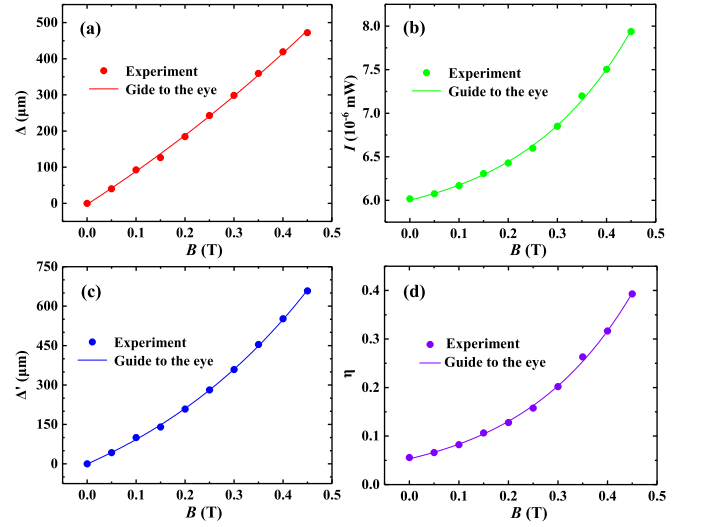 (a)
Experiment
Gide to the eye
Δ (μm)
500
400
300
200
100
0
0.0 0.1 0.2 0.3 0.4 0.5
B (T)
(b)
Experiment
Guide to the eye
I (10⁻⁶ mW)
8.0
7.5
7.0
6.5
6.0
0.0 0.1 0.2 0.3 0.4 0.5
B (T)
(c)
Experiment
Guide to the eye
Δ' (μm)
750
600
450
300
150
0
0.0 0.1 0.2 0.3 0.4 0.5
B (T)
(d)
Experiment
Guide to the eye
η
0.4
0.3
0.2
0.1
0.0
0.0 0.1 0.2 0.3 0.4 0.5
B (T)